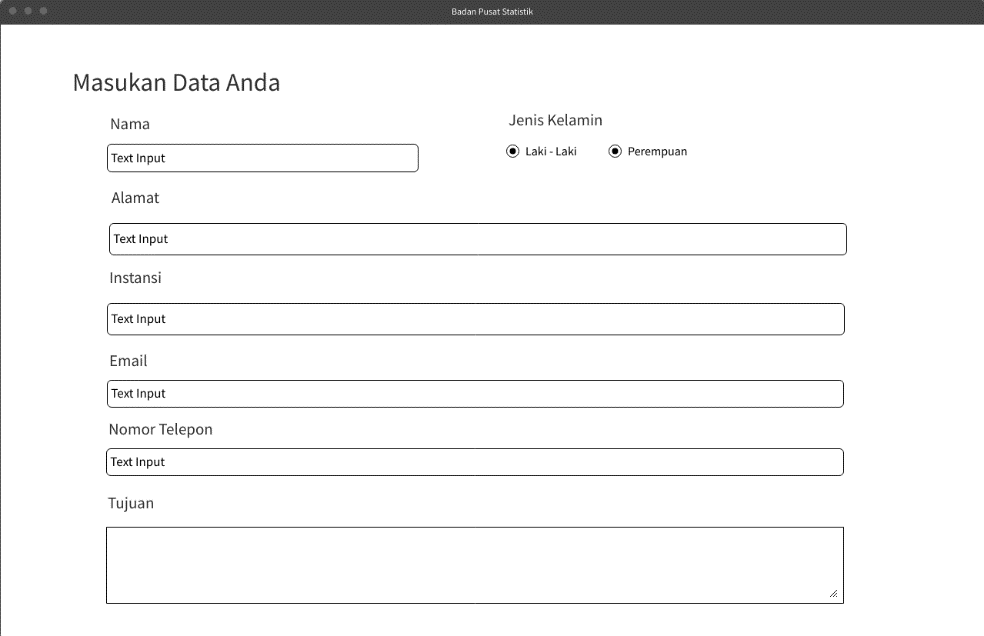 Badan Pusat Statistik
Masukan Data Anda
Nama
Text Input
Jenis Kelamin
Laki - Laki
Perempuan
Alamat
Text Input
Instansi
Text Input
Email
Text Input
Nomor Telepon
Text Input
Tujuan